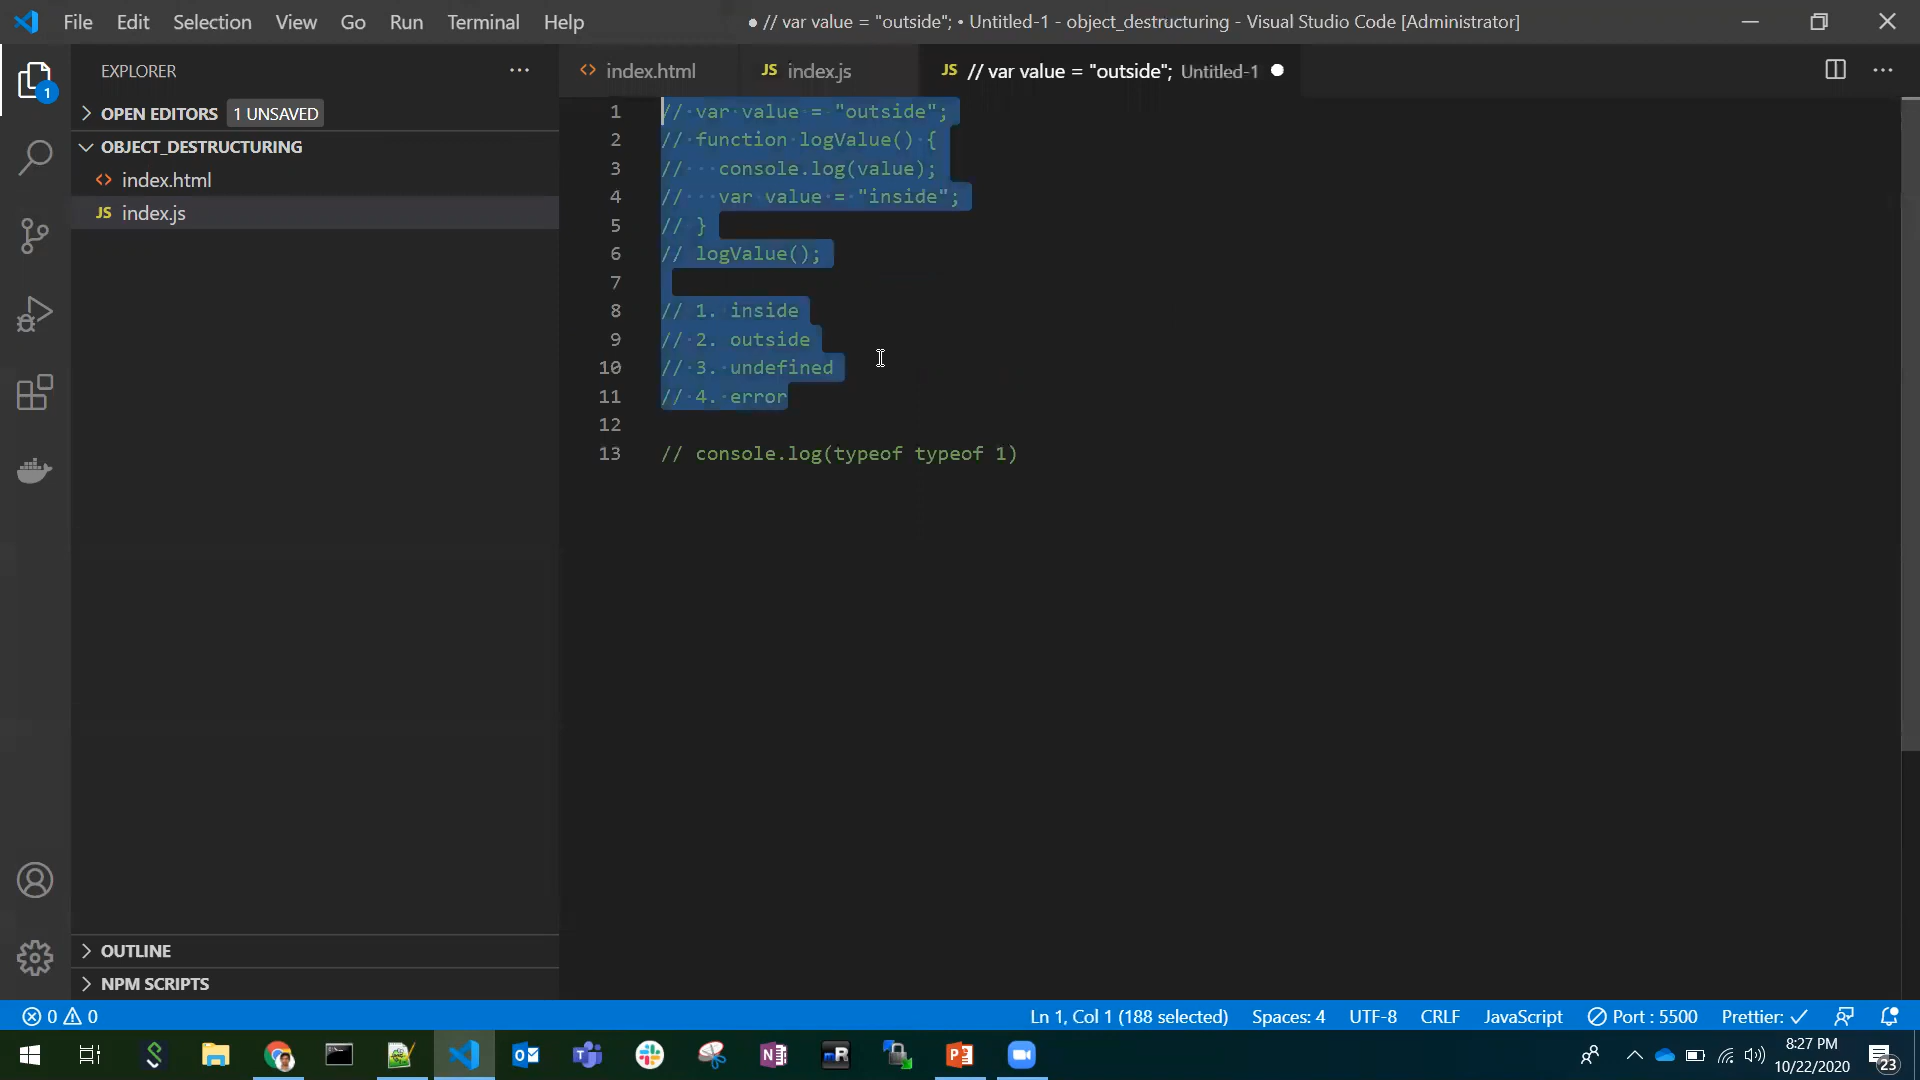 File Edit Selection View Go Run Terminal Help
● // var value = "outside"; • Untitled-1 - object_destructuring - Visual Studio Code [Administrator]
EXPLORER
1
OPEN EDITORS 1 UNSAVED
OBJECT_DESTRUCTURING
index.html
JS index.js
OUTLINE
NPM SCRIPTS
index.html
JS index.js
JS // var value = "outside"; Untitled-1
1 // var value = "outside";
2 // function logValue() {
3 //   console.log(value);
4 //   var value = "inside";
5 // }
6 // logValue();
7
8 // 1. inside
9 // 2. outside
10 // 3. undefined
11 // 4. error
12
13 // console.log(typeof typeof 1)
0 0
Ln 1, Col 1 (188 selected) Spaces: 4 UTF-8 CRLF JavaScript Port : 5500 Prettier: ✓
8:27 PM
10/22/2020
23